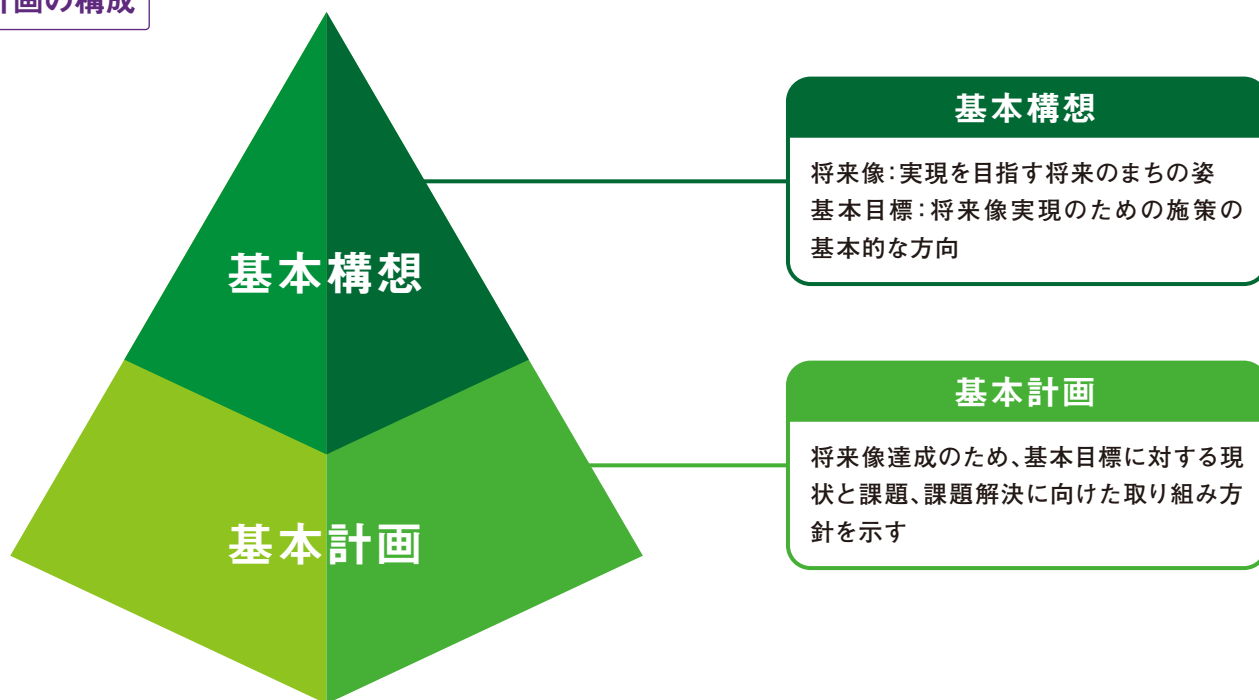 計画の構成
基本構想
将来像：実現を目指す将来のまちの姿
基本目標：将来像実現のための施策の
基本的な方向
基本構想
基本計画
将来像達成のため、基本目標に対する現
状と課題、課題解決に向けた取り組み方
針を示す
基本計画